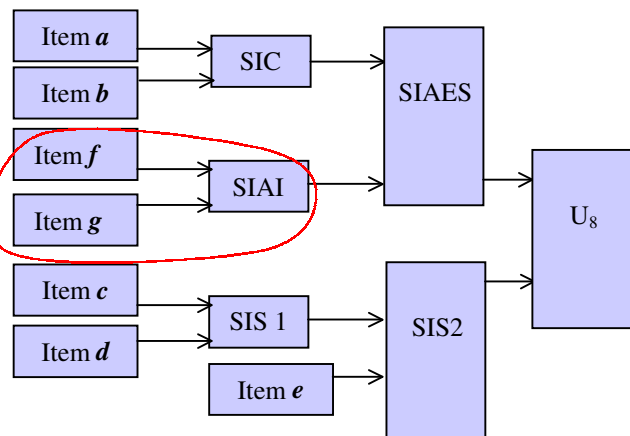 Item a
Item b
SIC
SIAES
Item f
Item g
SIAI
U₈
Item c
Item d
SIS 1
SIS2
Item e